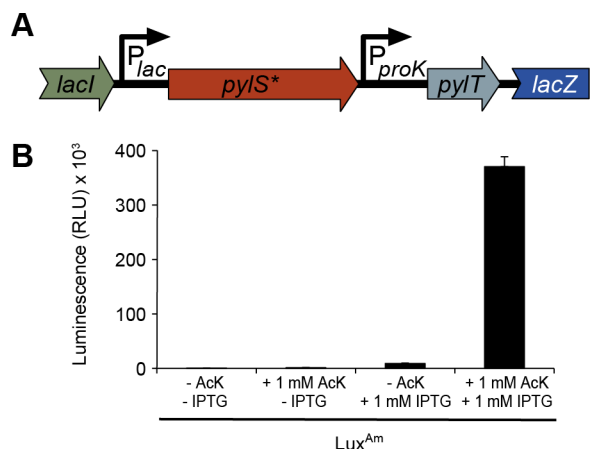 A
P lac
P proK
lacI
pylS*
pylT
lacZ
B
Luminescence (RLU) x 10³
400
300
200
100
0
- AcK
- IPTG
+ 1 mM AcK
- IPTG
- AcK
+ 1 mM IPTG
+ 1 mM AcK
+ 1 mM IPTG
Lux^Am